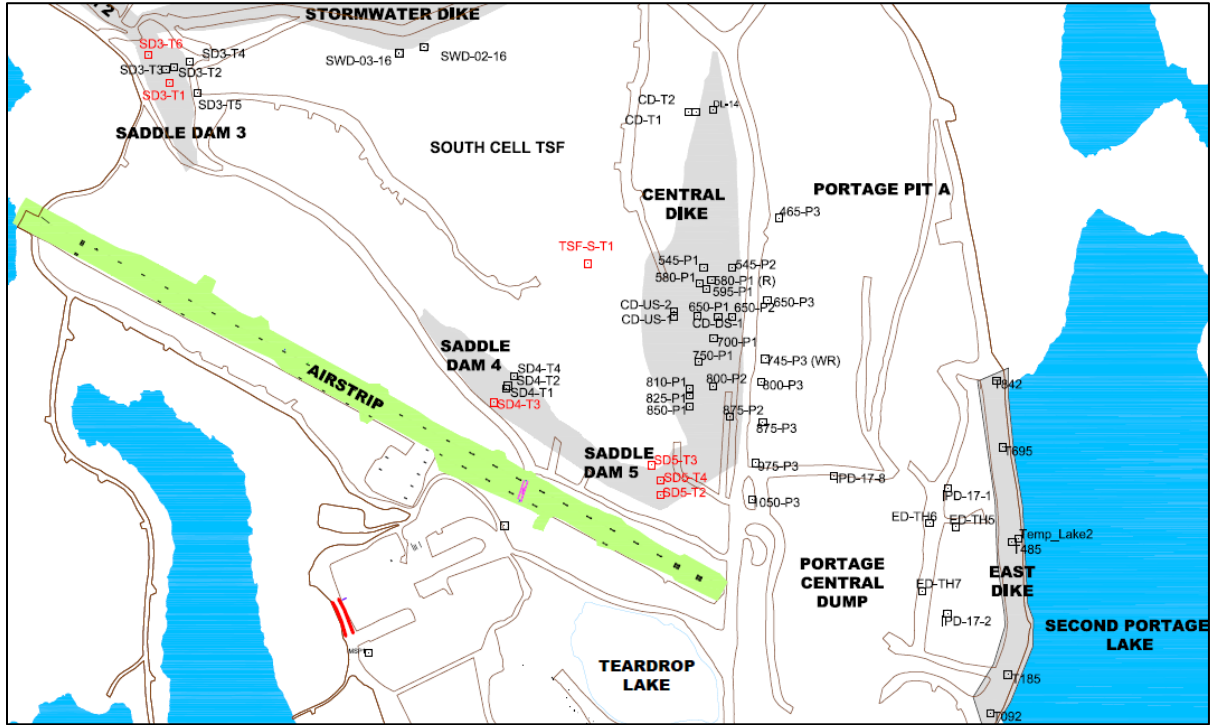 STORMWATER DIKE
SD3-T6
SD3-T4
SD3-T3
SD3-T2
SD3-T1
SD3-T5
SADDLE DAM 3
SWD-03-16
SWD-02-16
SOUTH CELL TSF
CD-T2
CD-T1
DL-14
CENTRAL
DIKE
PORTAGE PIT A
465-P3
TSF-S-T1
545-P1
545-P2
580-P1
580-P1 (R)
595-P1
CD-US-2
CD-US-1
650-P1
650-P2
650-P3
CD-DS-1
700-P1
750-P1
745-P3 (WR)
SADDLE
DAM 4
SD4-T4
SD4-T2
SD4-T1
SD4-T3
810-P1
825-P1
850-P1
800-P2
800-P3
875-P2
875-P3
AIRSTRIP
SADDLE
DAM 5
SD5-T3
SD5-T4
SD5-T2
975-P3
1050-P3
IPD-17-8
T842
T695
IPD-17-1
ED-TH6
ED-TH5
Temp_Lake2
T485
EAST
DIKE
PORTAGE
CENTRAL
DUMP
ED-TH7
IPD-17-2
SECOND PORTAGE
LAKE
TEARDROP
LAKE
T185
T092